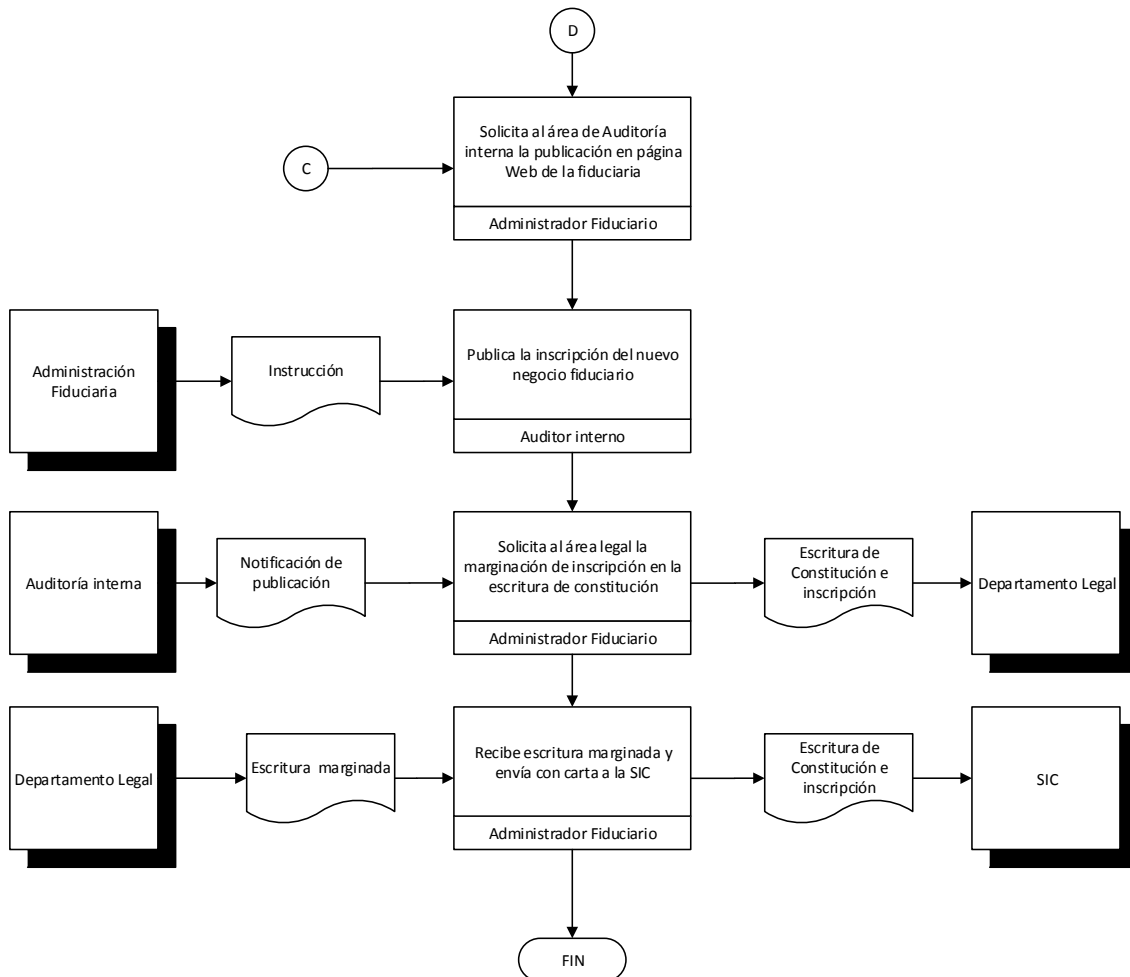 D
Solicita al área de Auditoría
interna la publicación en página
Web de la fiduciaria
C
Administrador Fiduciario
Administración
Fiduciaria
Instrucción
Publica la inscripción del nuevo
negocio fiduciario
Auditor interno
Auditoría interna
Notificación de
publicación
Solicita al área legal la
marginación de inscripción en la
escritura de constitución
Administrador Fiduciario
Escritura de
Constitución e
inscripción
Departamento Legal
Departamento Legal
Escritura marginada
Recibe escritura marginada y
envía con carta a la SIC
Administrador Fiduciario
Escritura de
Constitución e
inscripción
SIC
FIN